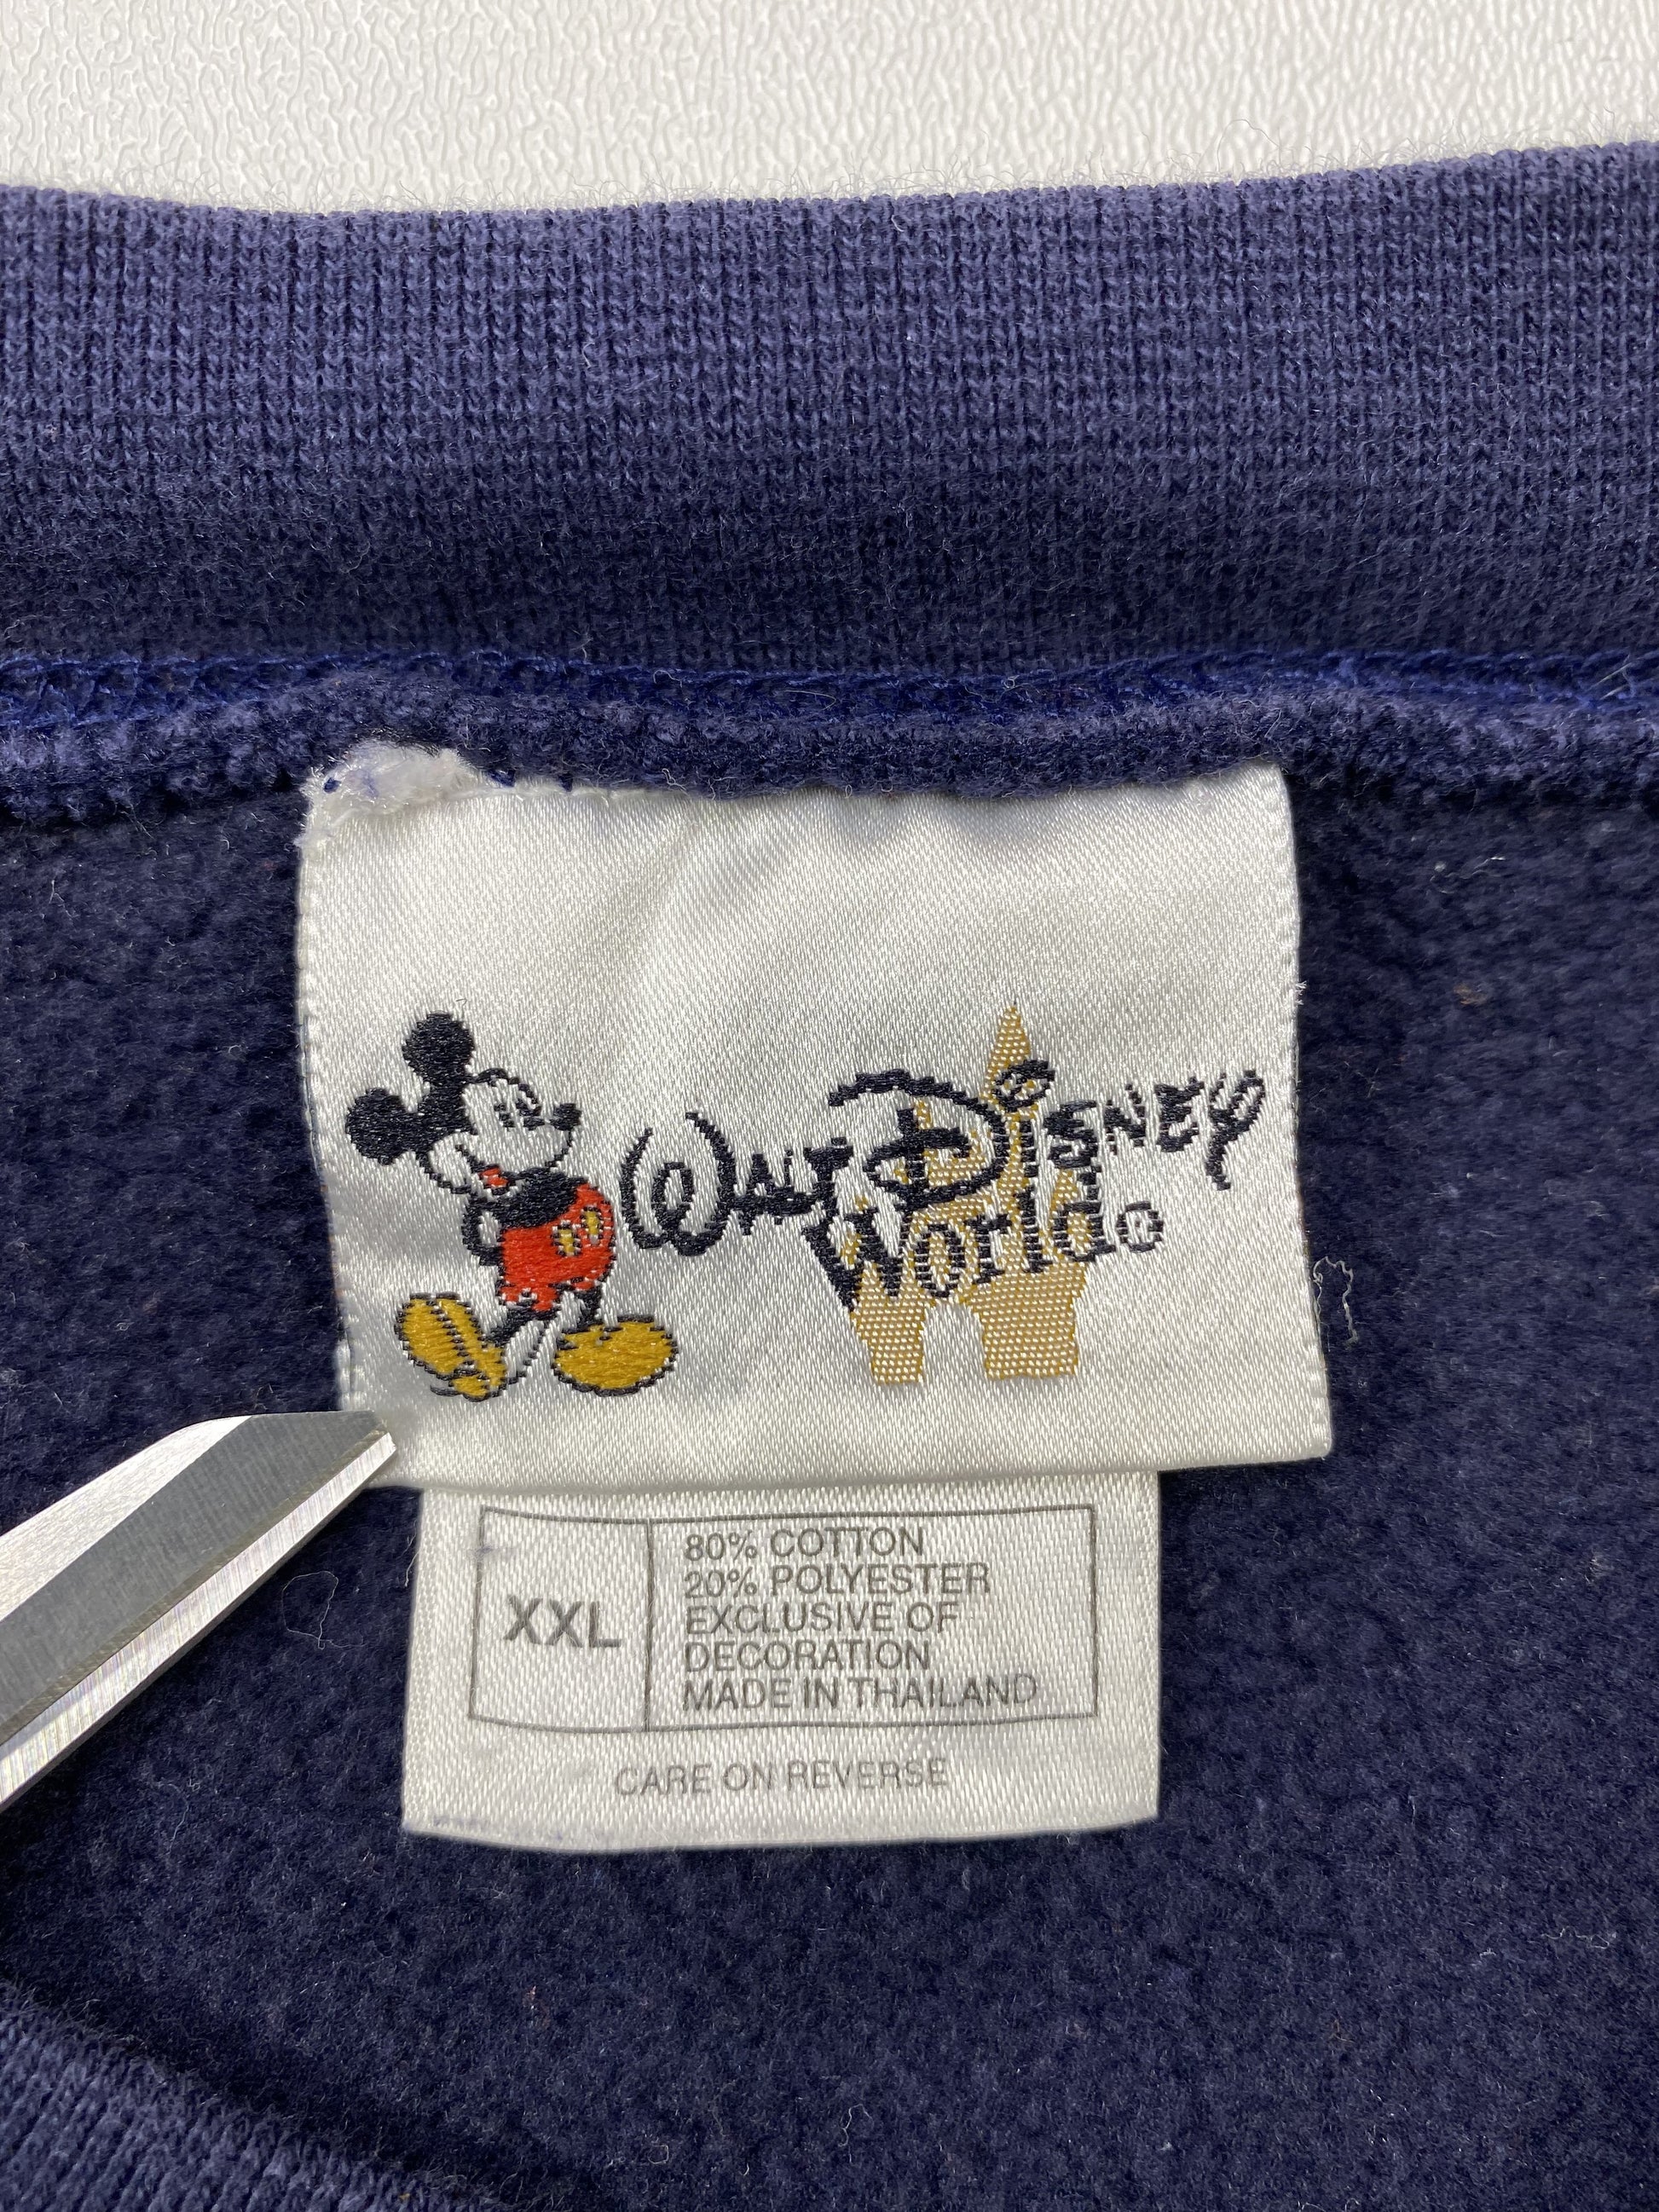 WALT DISNEY
World®
XXL
80% COTTON
20% POLYESTER
EXCLUSIVE OF
DECORATION
MADE IN THAILAND
CARE ON REVERSE